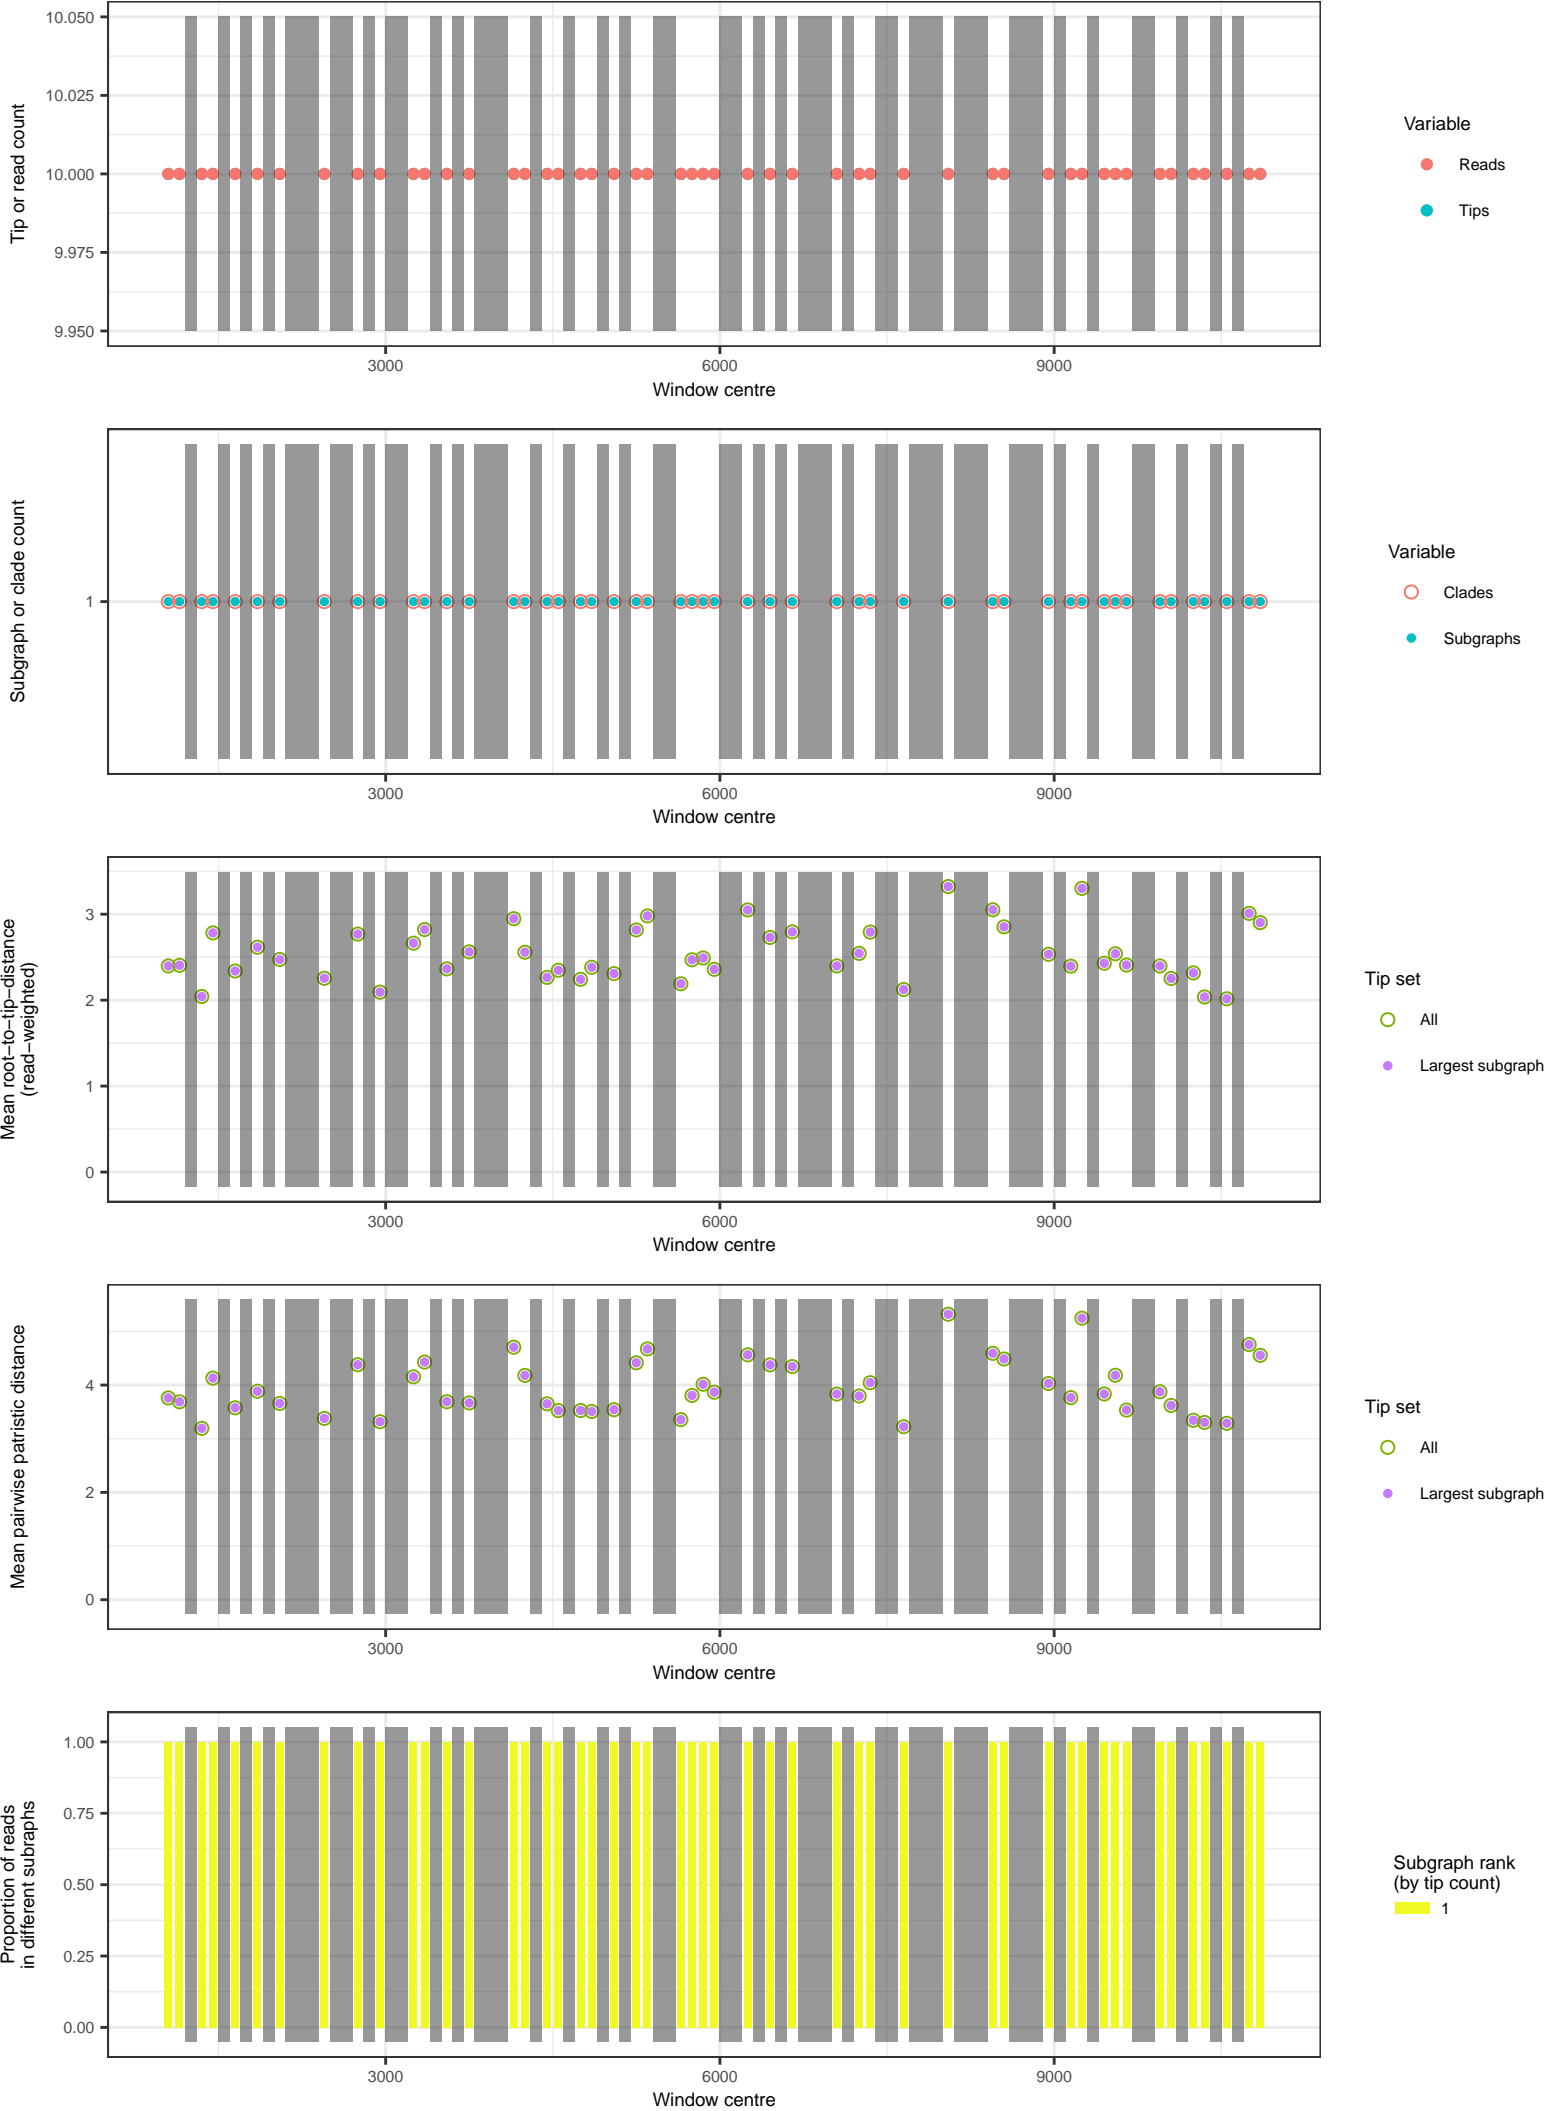 10.050
10.025
10.000
9.975
9.950
Tip or read count
3000
6000
9000
Window centre
Variable
Reads
Tips
1
Subgraph or clade count
3000
6000
9000
Window centre
Variable
Clades
Subgraphs
3
2
1
0
Mean root−to−tip−distance
(read−weighted)
3000
6000
9000
Window centre
Tip set
All
Largest subgraph
4
2
0
Mean pairwise patristic distance
3000
6000
9000
Window centre
Tip set
All
Largest subgraph
1.00
0.75
0.50
0.25
0.00
Proportion of reads
in different subraphs
3000
6000
9000
Window centre
Subgraph rank
(by tip count)
1